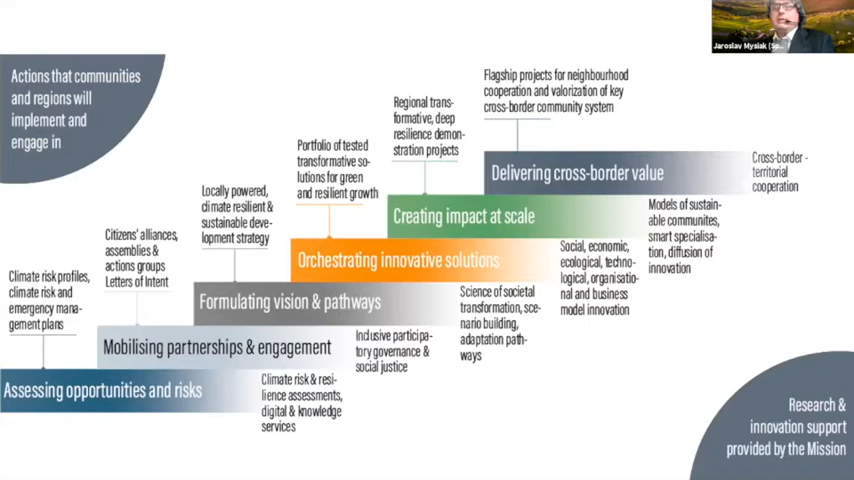 Jaroslav Mysiak (Sp...
Actions that communities
and regions will
implement and
engage in
Flagship projects for neighbourhood
cooperation and valorization of key
cross-border community system
Regional trans-
formative, deep
resilience demon-
stration projects
Portfolio of tested
transformative so-
lutions for green
and resilient growth
Locally powered,
climate resilient &
sustainable deve-
lopment strategy
Citizens' alliances,
assemblies &
actions groups
Letters of Intent
Climate risk profiles,
climate risk and
emergency mana-
gement plans
Delivering cross-border value
Cross-border -
territorial
cooperation
Creating impact at scale
Models of sustain-
able communites,
smart specialisa-
tion, diffusion of
innovation
Orchestrating innovative solutions
Social, economic,
ecological, techno-
logical, organisatio-
nal and business
model innovation
Formulating vision & pathways
Science of societal
transformation, sce-
nario building,
adaptation path-
ways
Mobilising partnerships & engagement
Inclusive participa-
tory governance &
social justice
Assessing opportunities and risks
Climate risk & resi-
lience assessments,
digital & knowledge
services
Research &
innovation support
provided by the Mission